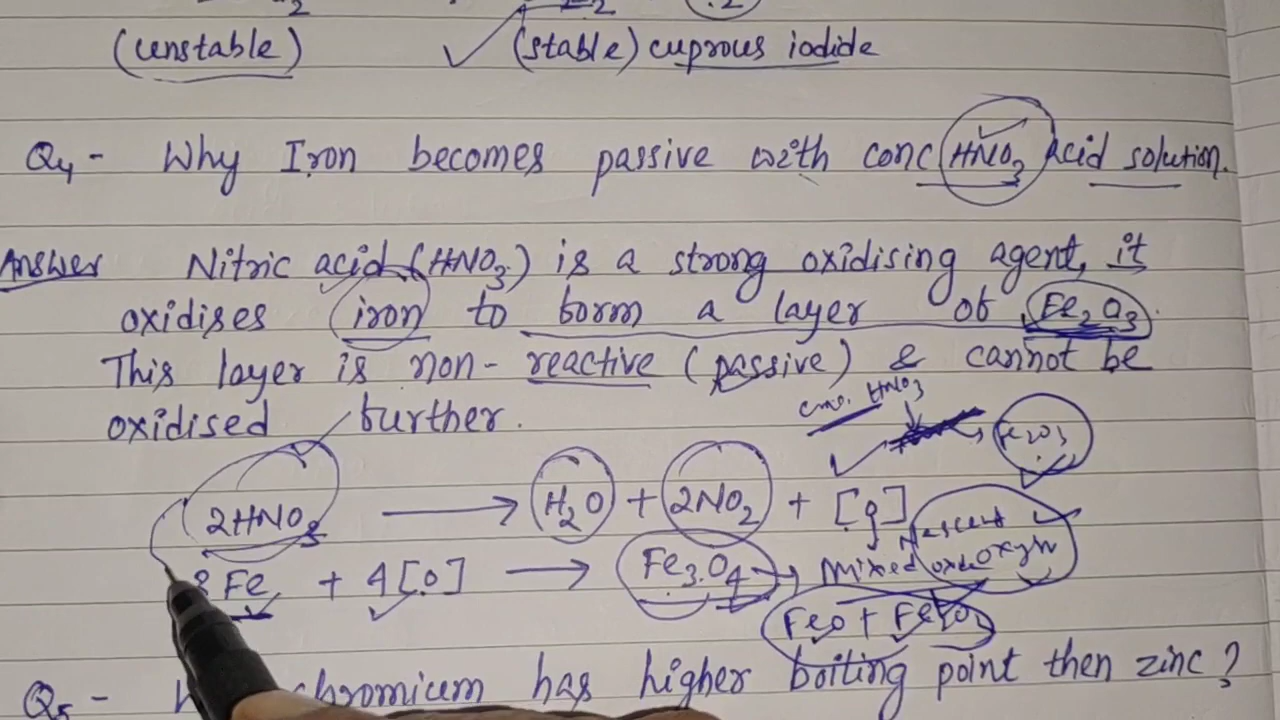 (unstable) (stable) cuprous iodide
Q4 - Why Iron becomes passive with conc HNO3 Acid solution.
Answer Nitric acid (HNO3) is a strong oxidising agent, it
oxidises iron to form a layer of Fe2O3.
This layer is non-reactive (passive) & cannot be
oxidised further.
HNO3
2HNO3 → H2O + 2NO2 + [O]
Nascent
oxygen
Fe + 4[O] → Fe3O4 → Mixed oxide
FeO + Fe2O3
Q5 - chromium has higher boiling point then zinc?